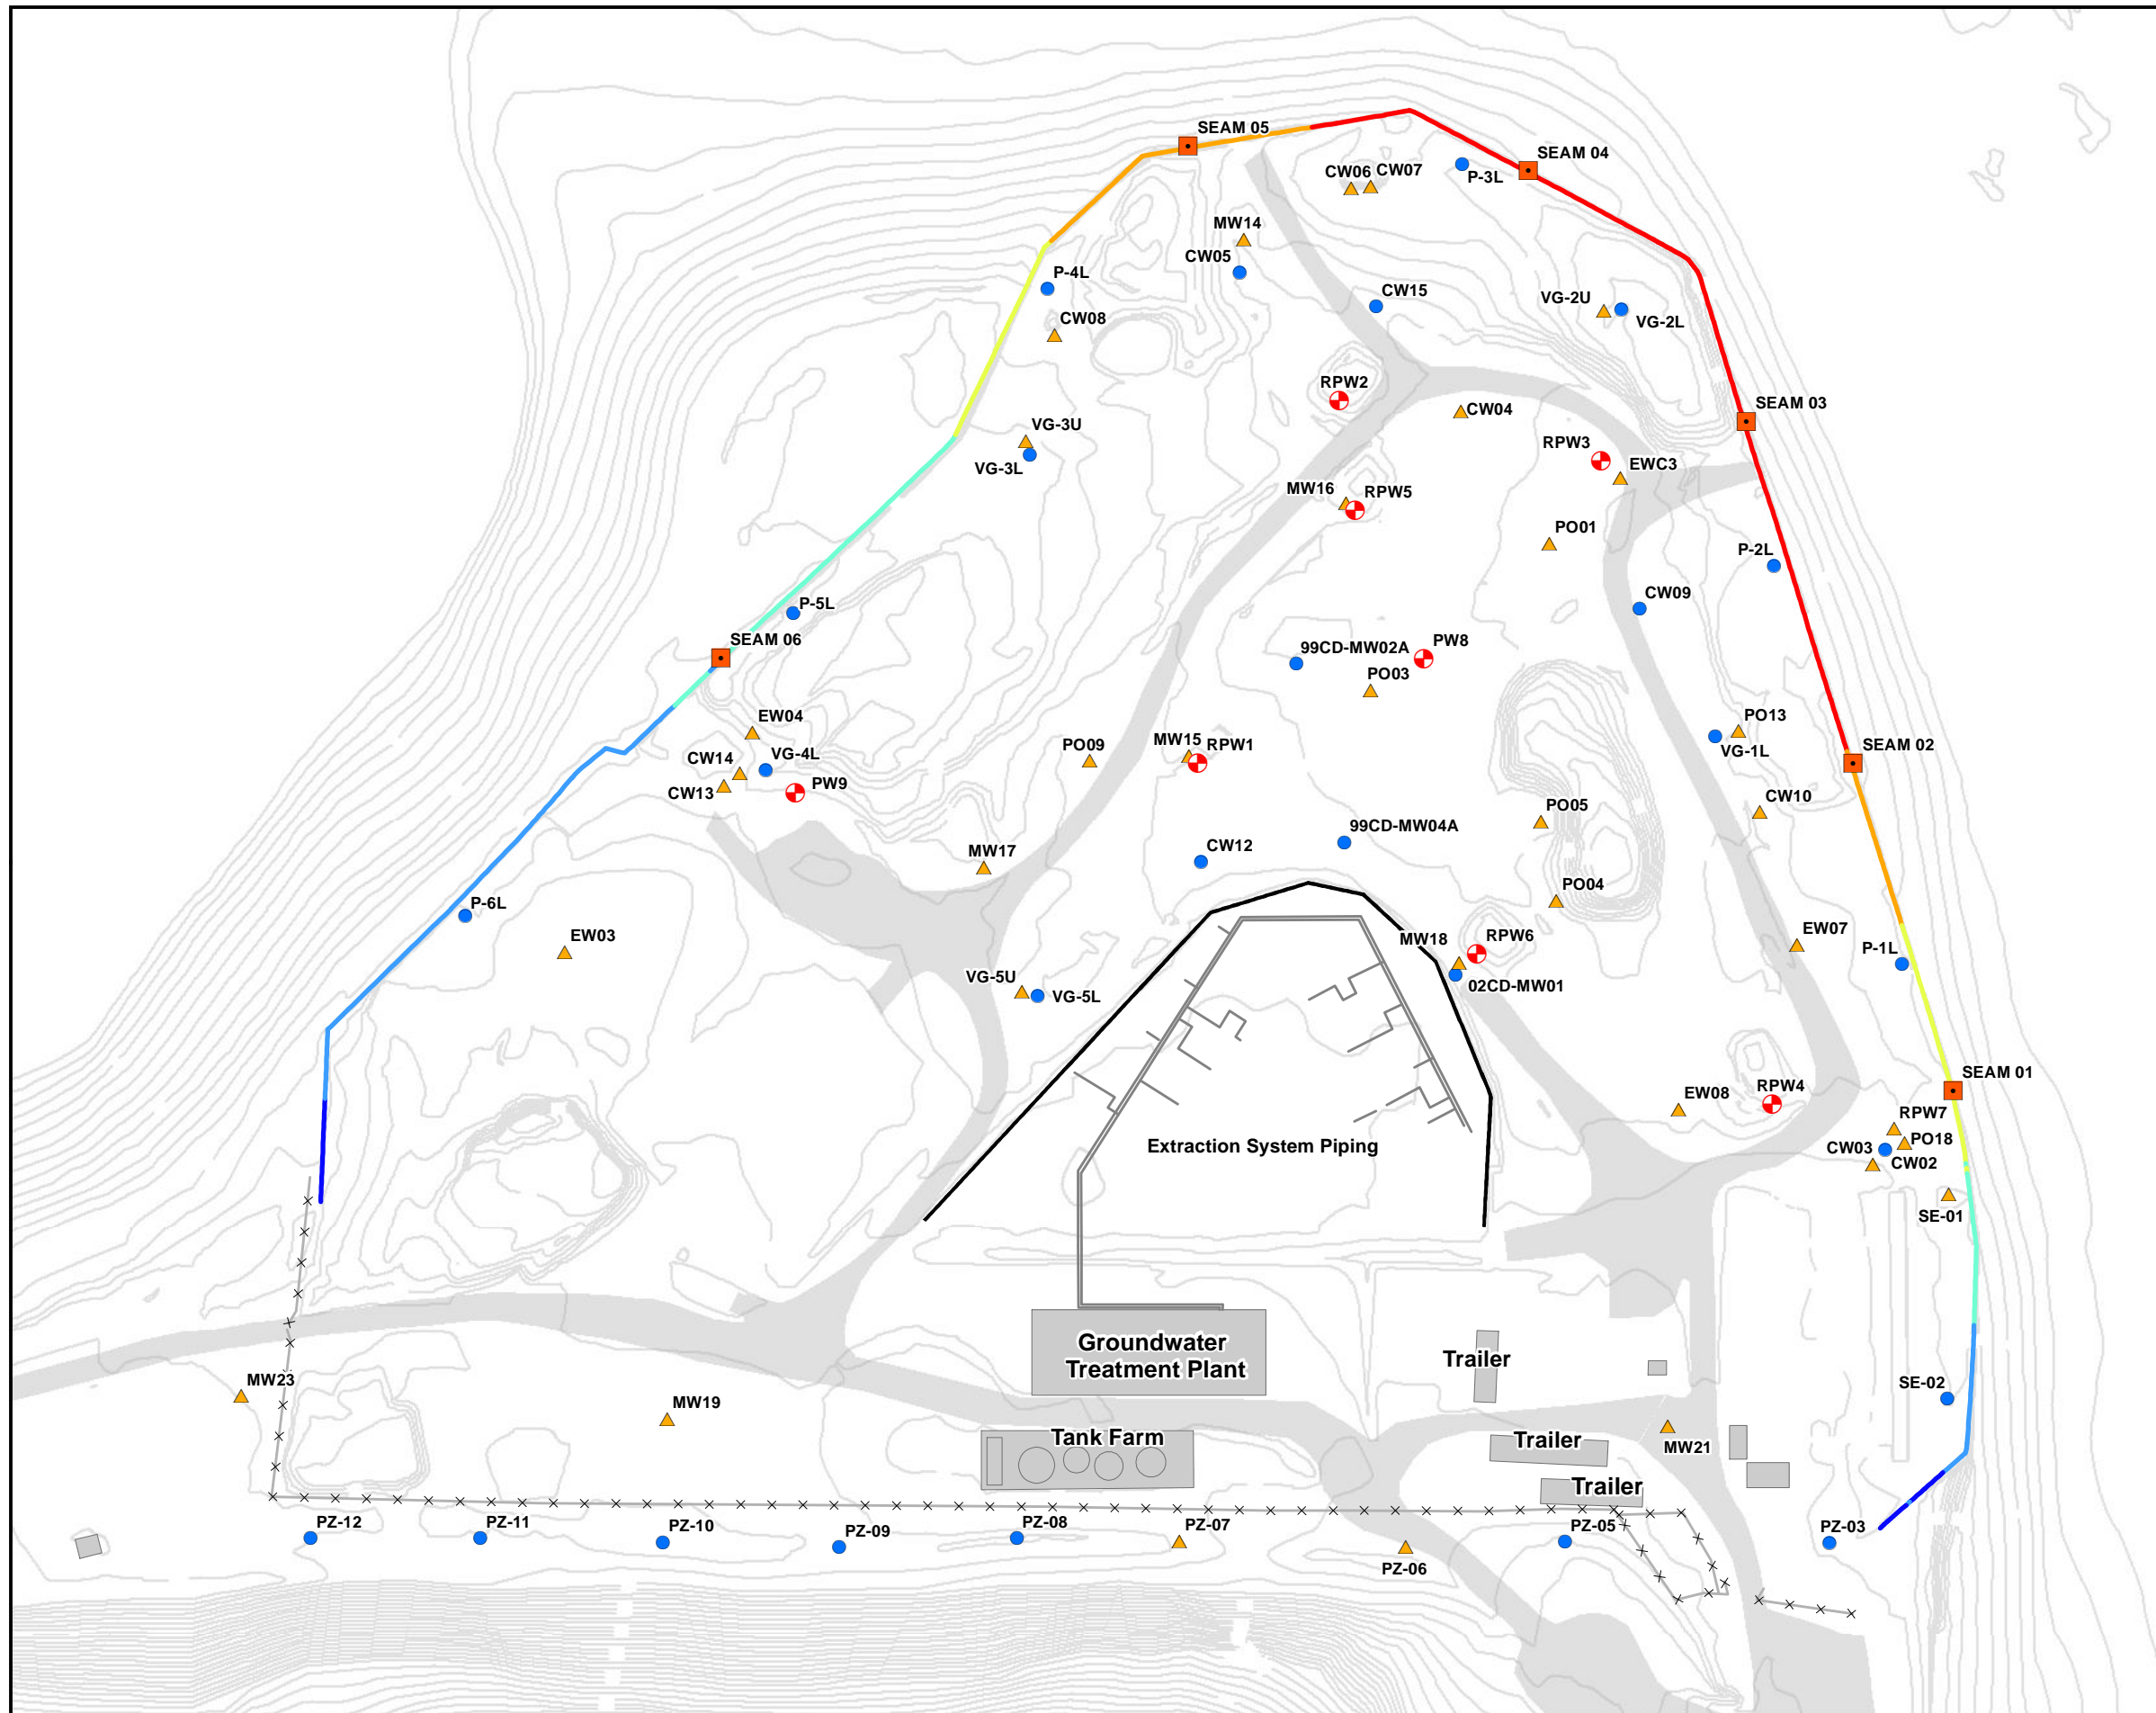 SEAM 05
SEAM 04
CW06
CW07
P-3L
MW14
CW05
P-4L
CW15
VG-2U
VG-2L
CW08
RPW2
CW04
SEAM 03
VG-3U
VG-3L
RPW3
EWC3
MW16
RPW5
PO01
P-2L
P-5L
CW09
SEAM 06
99CD-MW02A
PW8
PO03
EW04
PO13
VG-1L
CW14
VG-4L
PO09
MW15
RPW1
SEAM 02
CW13
PW9
CW10
PO05
99CD-MW04A
MW17
CW12
PO04
P-6L
EW03
MW18
RPW6
EW07
P-1L
VG-5U
VG-5L
02CD-MW01
SEAM 01
EW08
RPW4
RPW7
PO18
Extraction System Piping
CW03
CW02
SE-01
Groundwater
Treatment Plant
Trailer
MW23
SE-02
MW19
Tank Farm
Trailer
MW21
Trailer
PZ-12
PZ-11
PZ-10
PZ-09
PZ-08
PZ-07
PZ-06
PZ-05
PZ-03